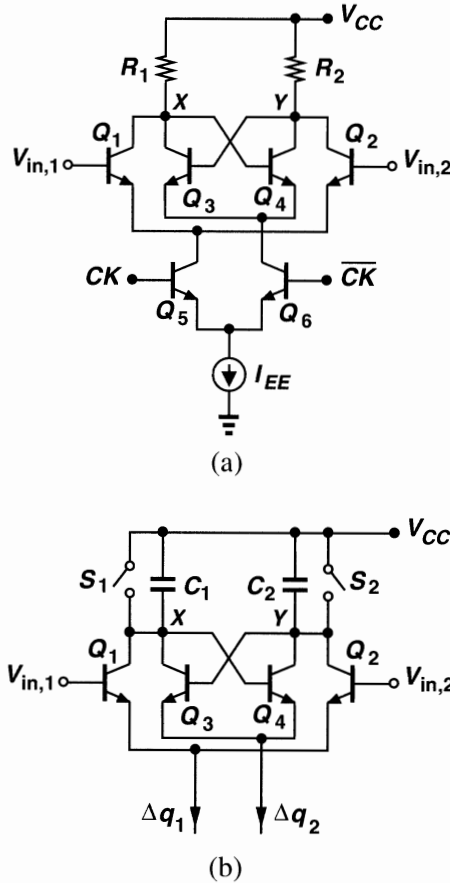 V_CC
R_1
R_2
X
Y
Q_1
Q_2
V_in,1
V_in,2
Q_3
Q_4
CK
C̅K̅
Q_5
Q_6
I_EE
(a)
V_CC
S_1
C_1
C_2
S_2
X
Y
Q_1
Q_2
V_in,1
V_in,2
Q_3
Q_4
Δq_1
Δq_2
(b)